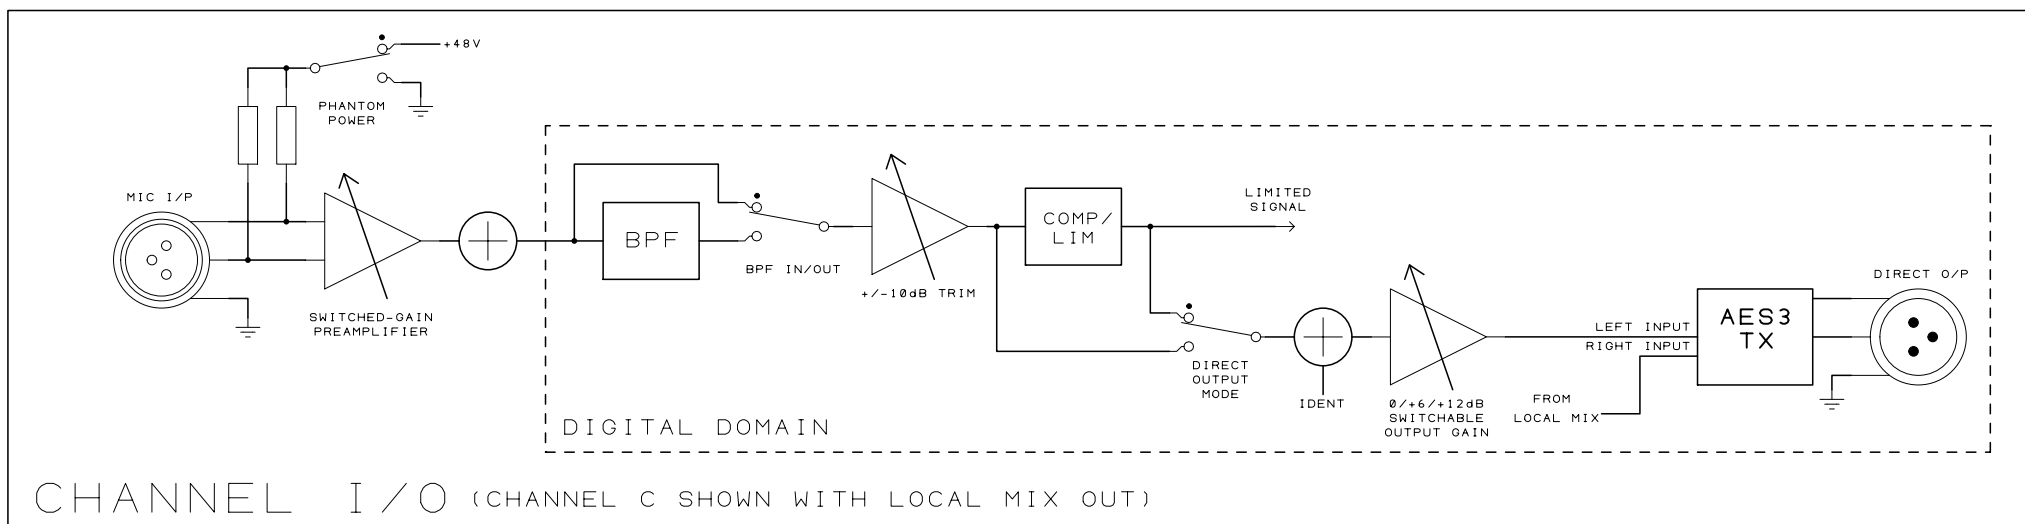 +48V
PHANTOM
POWER
MIC I/P
SWITCHED-GAIN
PREAMPLIFIER
BPF
BPF IN/OUT
+/-10dB TRIM
COMP/
LIM
LIMITED
SIGNAL
DIRECT
OUTPUT
MODE
IDENT
0/+6/+12dB
SWITCHABLE
OUTPUT GAIN
LEFT INPUT
RIGHT INPUT
FROM
LOCAL MIX
AES3
TX
DIRECT O/P
DIGITAL DOMAIN
CHANNEL I/O (CHANNEL C SHOWN WITH LOCAL MIX OUT)